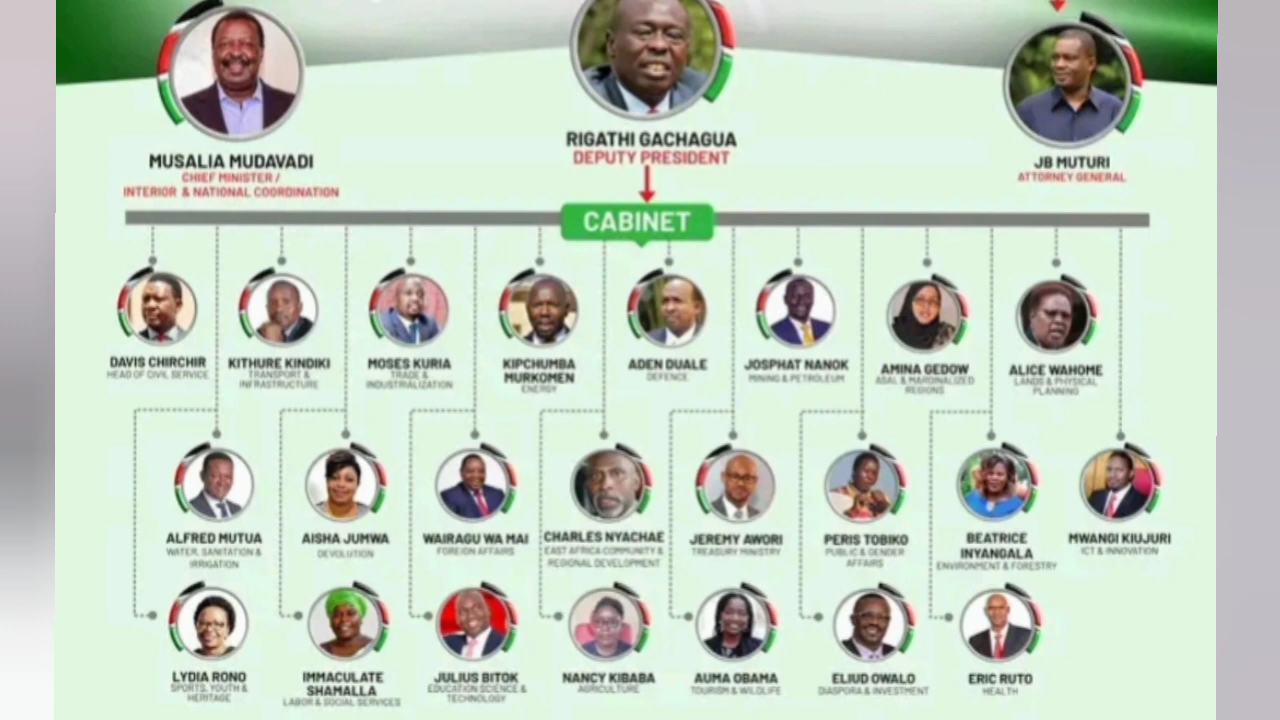 MUSALIA MUDAVADI
CHIEF MINISTER /
INTERIOR & NATIONAL COORDINATION
RIGATHI GACHAGUA
DEPUTY PRESIDENT
JB MUTURI
ATTORNEY GENERAL
CABINET
DAVIS CHIRCHIR
HEAD OF CIVIL SERVICE
KITHURE KINDIKI
TRANSPORT &
INFRASTRUCTURE
MOSES KURIA
TRADE &
INDUSTRIALIZATION
KIPCHUMBA
MURKOMEN
ENERGY
ADEN DUALE
DEFENCE
JOSPHAT NANOK
MINING & PETROLEUM
AMINA GEDOW
ASAL & MARDINALIZED
REGIONS
ALICE WAHOME
LANDS & PHYSICAL
PLANNING
ALFRED MUTUA
WATER, SANITATION &
IRRIGATION
AISHA JUMWA
DEVOLUTION
WAIRAGU WA MAI
FOREIGN AFFAIRS
CHARLES NYACHAE
EAST AFRICA COMMUNITY &
REGIONAL DEVELOPMENT
JEREMY AWORI
TREASURY MINISTRY
PERIS TOBIKO
PUBLIC & GENDER
AFFAIRS
BEATRICE
INYANGALA
ENVIRONMENT & FORESTRY
MWANGI KIUJURI
ICT & INNOVATION
LYDIA RONO
SPORTS, YOUTH &
HERITAGE
IMMACULATE
SHAMALLA
LABOR & SOCIAL SERVICES
JULIUS BITOK
EDUCATION SCIENCE &
TECHNOLOGY
NANCY KIBABA
AGRICULTURE
AUMA OBAMA
TOURISM & WILDLIFE
ELIUD OWALO
DIASPORA & INVESTMENT
ERIC RUTO
HEALTH